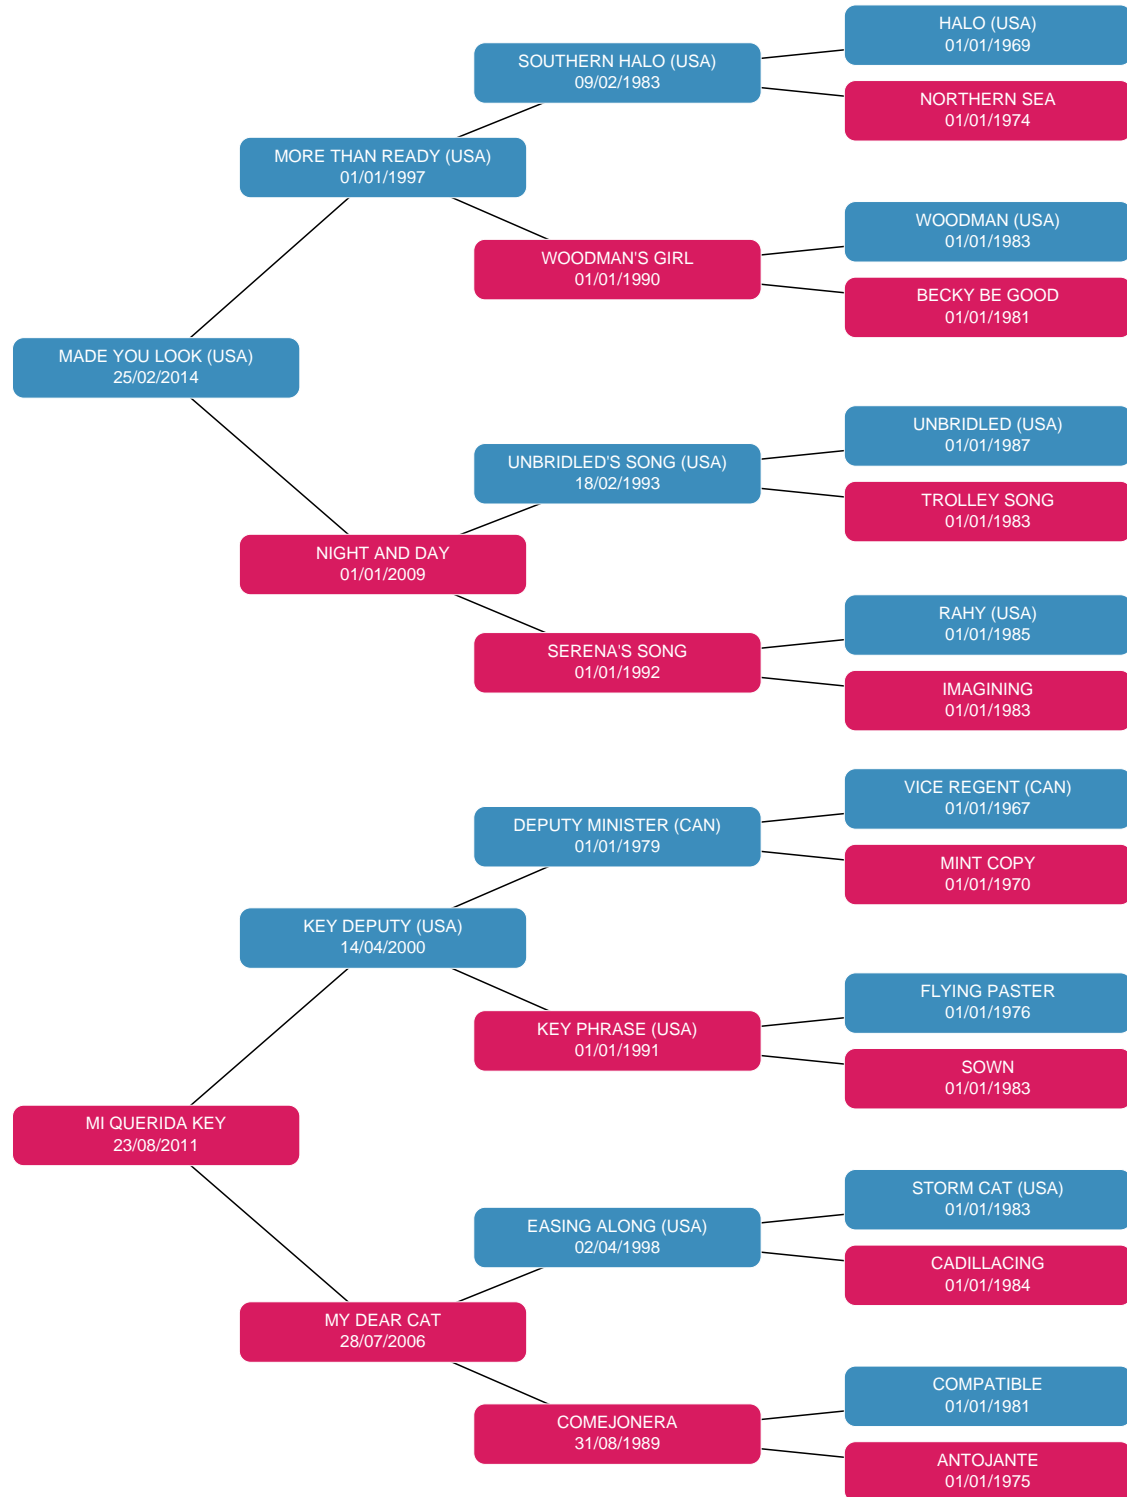 HALO (USA)
01/01/1969
SOUTHERN HALO (USA)
09/02/1983
NORTHERN SEA
01/01/1974
MORE THAN READY (USA)
01/01/1997
WOODMAN (USA)
01/01/1983
WOODMAN'S GIRL
01/01/1990
BECKY BE GOOD
01/01/1981
MADE YOU LOOK (USA)
25/02/2014
UNBRIDLED (USA)
01/01/1987
UNBRIDLED'S SONG (USA)
18/02/1993
TROLLEY SONG
01/01/1983
NIGHT AND DAY
01/01/2009
RAHY (USA)
01/01/1985
SERENA'S SONG
01/01/1992
IMAGINING
01/01/1983
VICE REGENT (CAN)
01/01/1967
DEPUTY MINISTER (CAN)
01/01/1979
MINT COPY
01/01/1970
KEY DEPUTY (USA)
14/04/2000
FLYING PASTER
01/01/1976
KEY PHRASE (USA)
01/01/1991
SOWN
01/01/1983
MI QUERIDA KEY
23/08/2011
STORM CAT (USA)
01/01/1983
EASING ALONG (USA)
02/04/1998
CADILLACING
01/01/1984
MY DEAR CAT
28/07/2006
COMPATIBLE
01/01/1981
COMEJONERA
31/08/1989
ANTOJANTE
01/01/1975